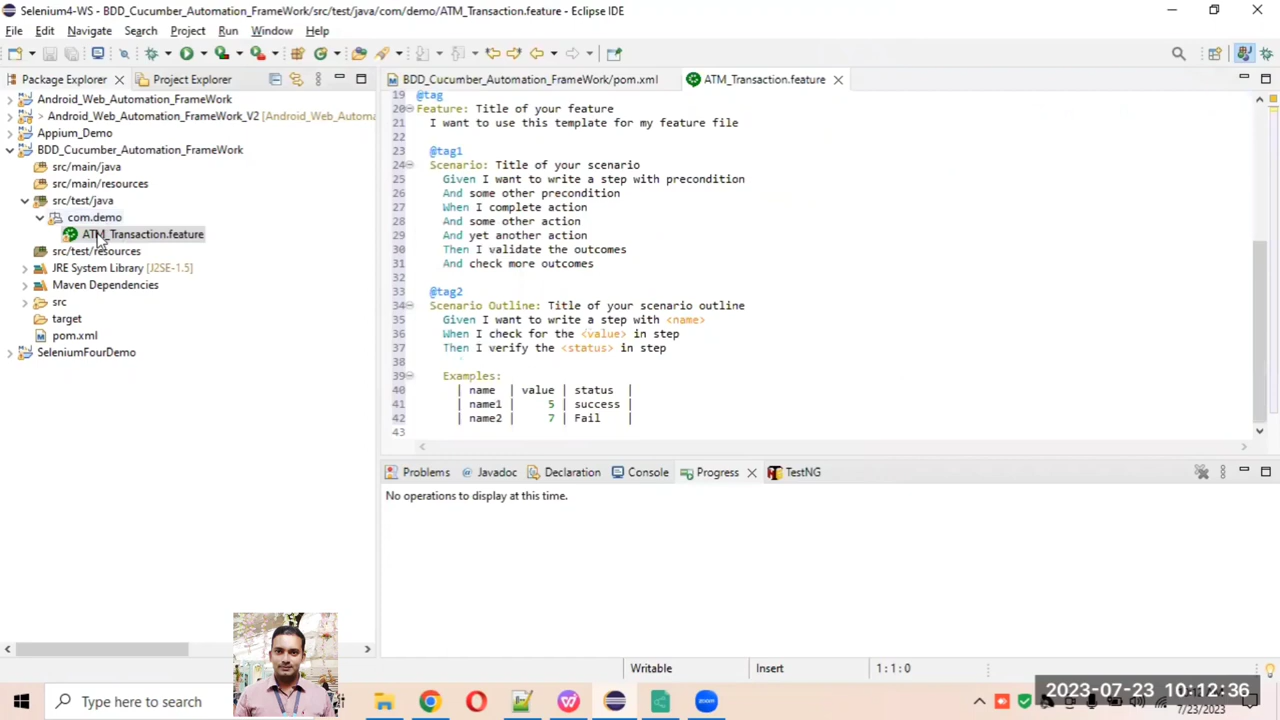 Selenium4-WS - BDD_Cucumber_Automation_FrameWork/src/test/java/com/demo/ATM_Transaction.feature - Eclipse IDE
File Edit Navigate Search Project Run Window Help
Package Explorer Project Explorer
Android_Web_Automation_FrameWork
> Android_Web_Automation_FrameWork_V2 [Android_Web_Automa
Appium_Demo
BDD_Cucumber_Automation_FrameWork
src/main/java
src/main/resources
src/test/java
com.demo
ATM_Transaction.feature
src/test/resources
JRE System Library [J2SE-1.5]
Maven Dependencies
src
target
pom.xml
SeleniumFourDemo
BDD_Cucumber_Automation_FrameWork/pom.xml ATM_Transaction.feature
19 @tag
20 Feature: Title of your feature
21 I want to use this template for my feature file
22
23 @tag1
24 Scenario: Title of your scenario
25 Given I want to write a step with precondition
26 And some other precondition
27 When I complete action
28 And some other action
29 And yet another action
30 Then I validate the outcomes
31 And check more outcomes
32
33 @tag2
34 Scenario Outline: Title of your scenario outline
35 Given I want to write a step with <name>
36 When I check for the <value> in step
37 Then I verify the <status> in step
38
39 Examples:
40 | name | value | status |
41 | name1 | 5 | success |
42 | name2 | 7 | Fail |
43
Problems Javadoc Declaration Console Progress TestNG
No operations to display at this time.
Writable Insert 1:1:0
Type here to search
2023-07-23 10:12:36
7/23/2023